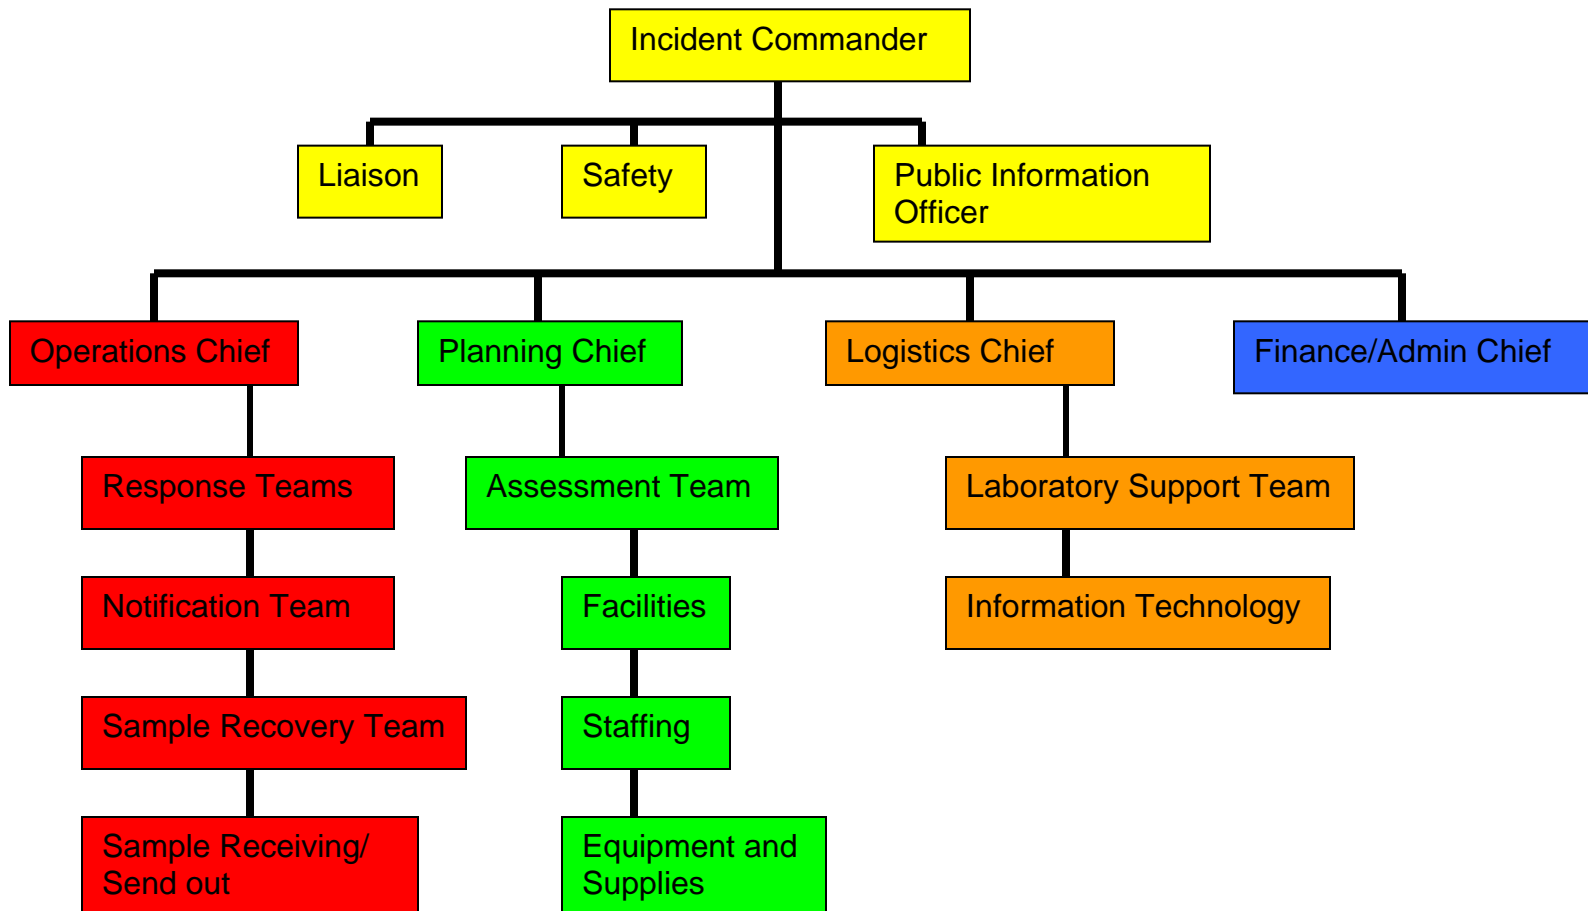 Incident Commander
Liaison
Safety
Public Information
Officer
Operations Chief
Planning Chief
Logistics Chief
Finance/Admin Chief
Response Teams
Assessment Team
Laboratory Support Team
Notification Team
Facilities
Information Technology
Sample Recovery Team
Staffing
Sample Receiving/
Send out
Equipment and
Supplies